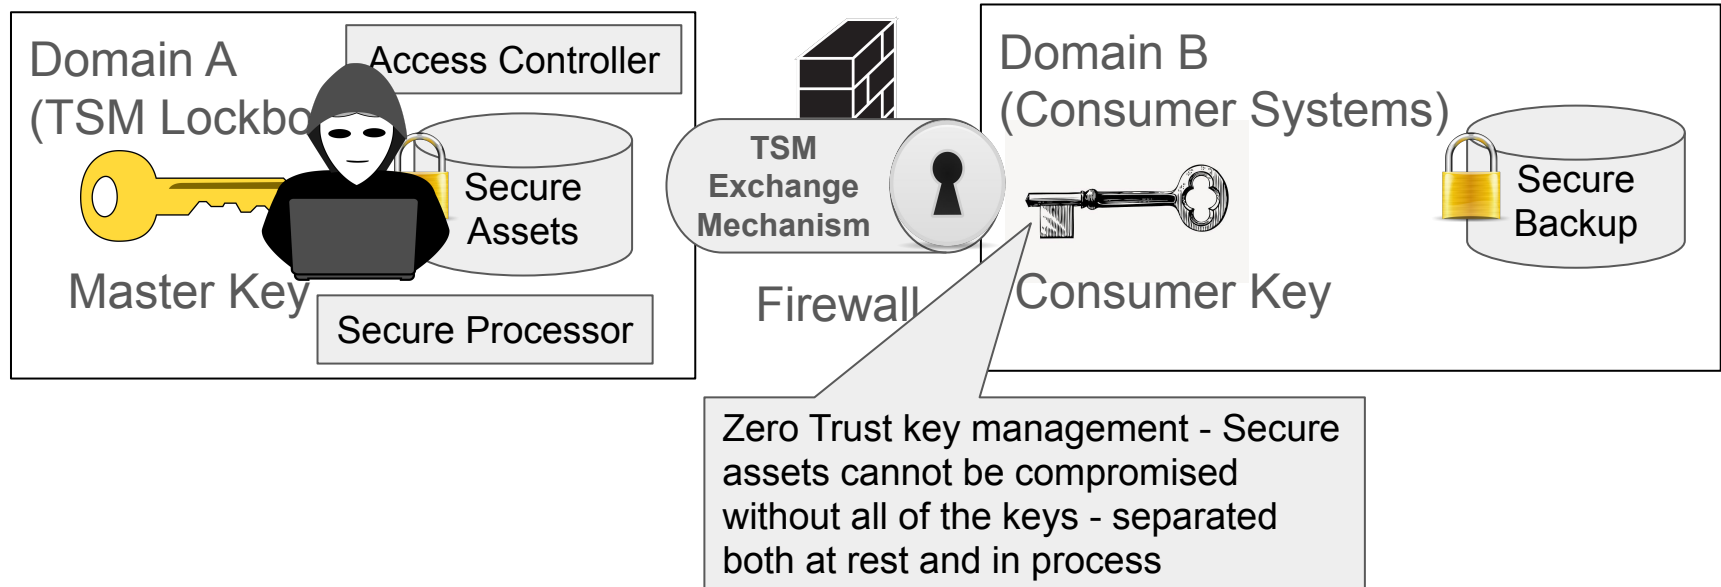 Domain A
(TSM Lockbo
Access Controller
Secure
Assets
Master Key
Secure Processor
TSM
Exchange
Mechanism
Firewall
Domain B
(Consumer Systems)
Secure
Backup
Consumer Key
Zero Trust key management - Secure
assets cannot be compromised
without all of the keys - separated
both at rest and in process